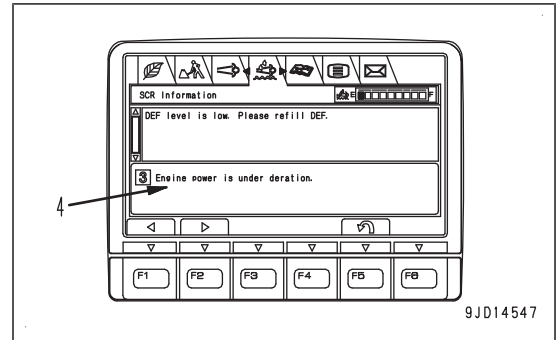 SCR Information
E F
DEF level is low. Please refill DEF.
3 Engine power is under deration.
4
F1 F2 F3 F4 F5 F6
9JD14547